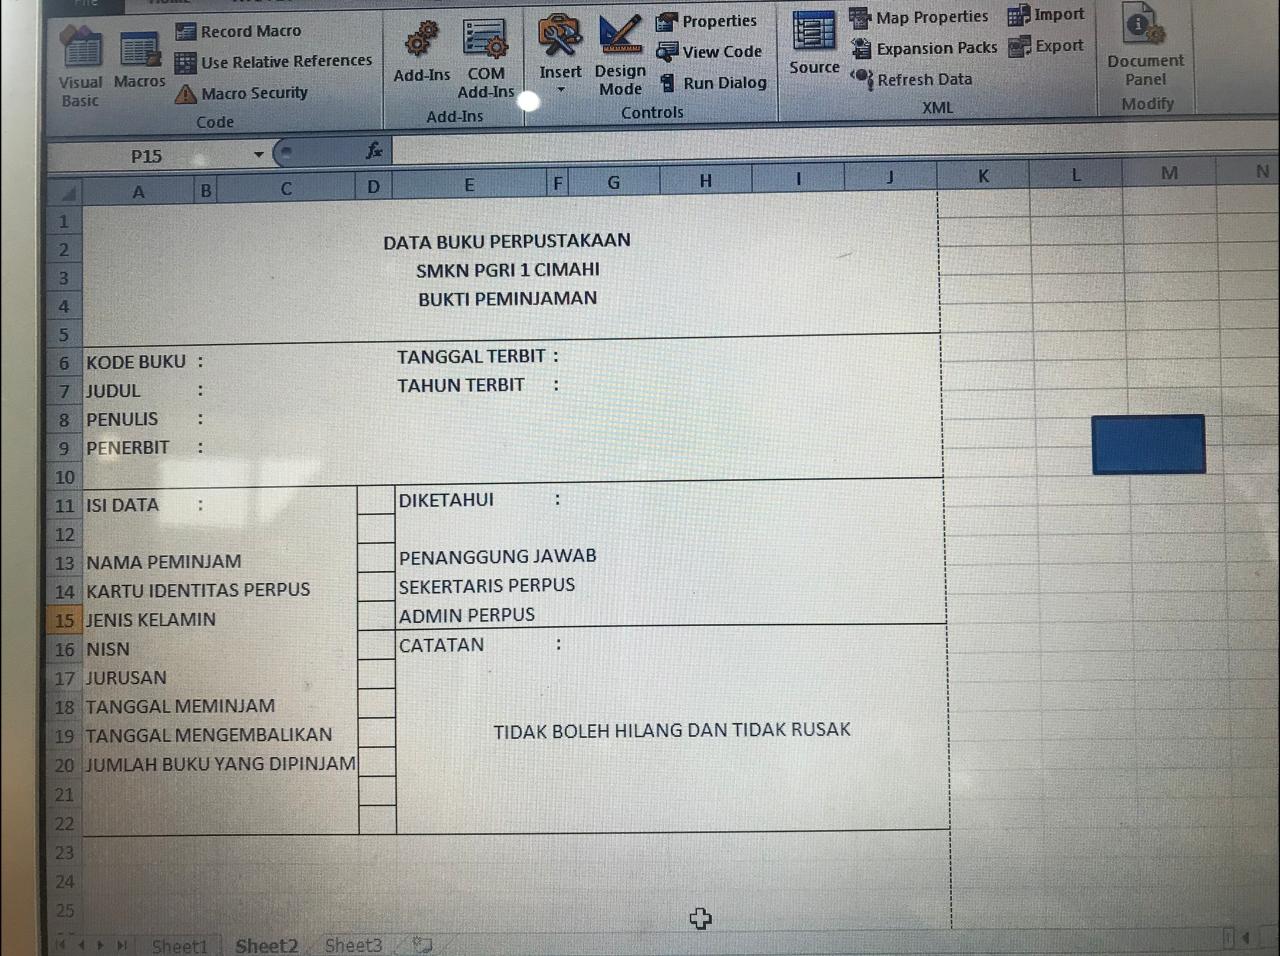 File
Visual Basic
Macros
Record Macro
Use Relative References
Macro Security
Code
Add-Ins
COM Add-Ins
Add-Ins
Insert
Design Mode
Properties
View Code
Run Dialog
Controls
Source
Map Properties
Expansion Packs
Refresh Data
Import
Export
XML
Document Panel
Modify
P15
fx
A B C D E F G H I J K L M N
1
2 DATA BUKU PERPUSTAKAAN
3 SMKN PGRI 1 CIMAHI
4 BUKTI PEMINJAMAN
5
6 KODE BUKU : TANGGAL TERBIT :
7 JUDUL : TAHUN TERBIT :
8 PENULIS :
9 PENERBIT :
10
11 ISI DATA : DIKETAHUI :
12
13 NAMA PEMINJAM PENANGGUNG JAWAB
14 KARTU IDENTITAS PERPUS SEKERTARIS PERPUS
15 JENIS KELAMIN ADMIN PERPUS
16 NISN CATATAN :
17 JURUSAN
18 TANGGAL MEMINJAM
19 TANGGAL MENGEMBALIKAN TIDAK BOLEH HILANG DAN TIDAK RUSAK
20 JUMLAH BUKU YANG DIPINJAM
21
22
23
24
25
Sheet1 Sheet2 Sheet3